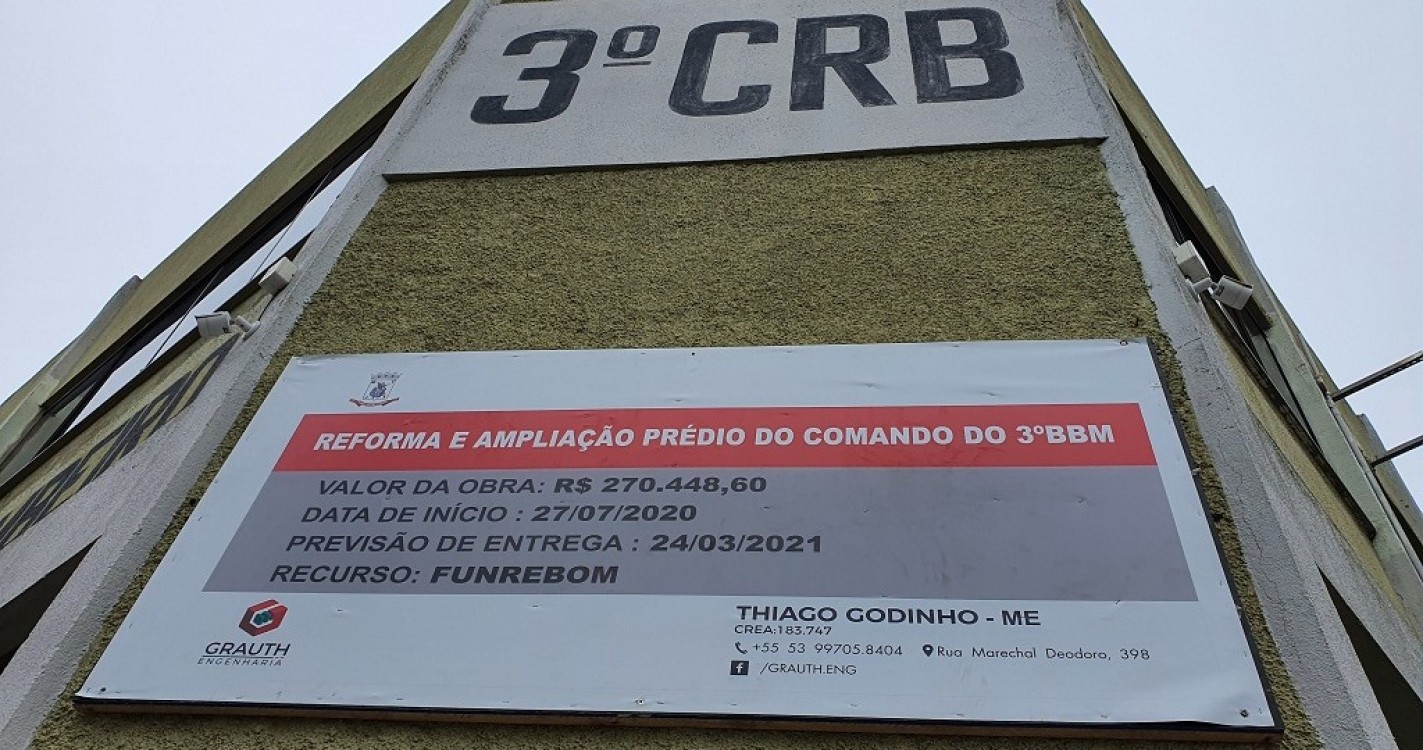 3º CRB
REFORMA E AMPLIAÇÃO PRÉDIO DO COMANDO DO 3ºBBM
VALOR DA OBRA: R$ 270.448,60
DATA DE INÍCIO : 27/07/2020
PREVISÃO DE ENTREGA : 24/03/2021
RECURSO: FUNREBOM
GRAUTH
ENGENHARIA
THIAGO GODINHO - ME
CREA:183.747
+55 53 99705.8404 Rua Marechal Deodoro, 398
/GRAUTH.ENG